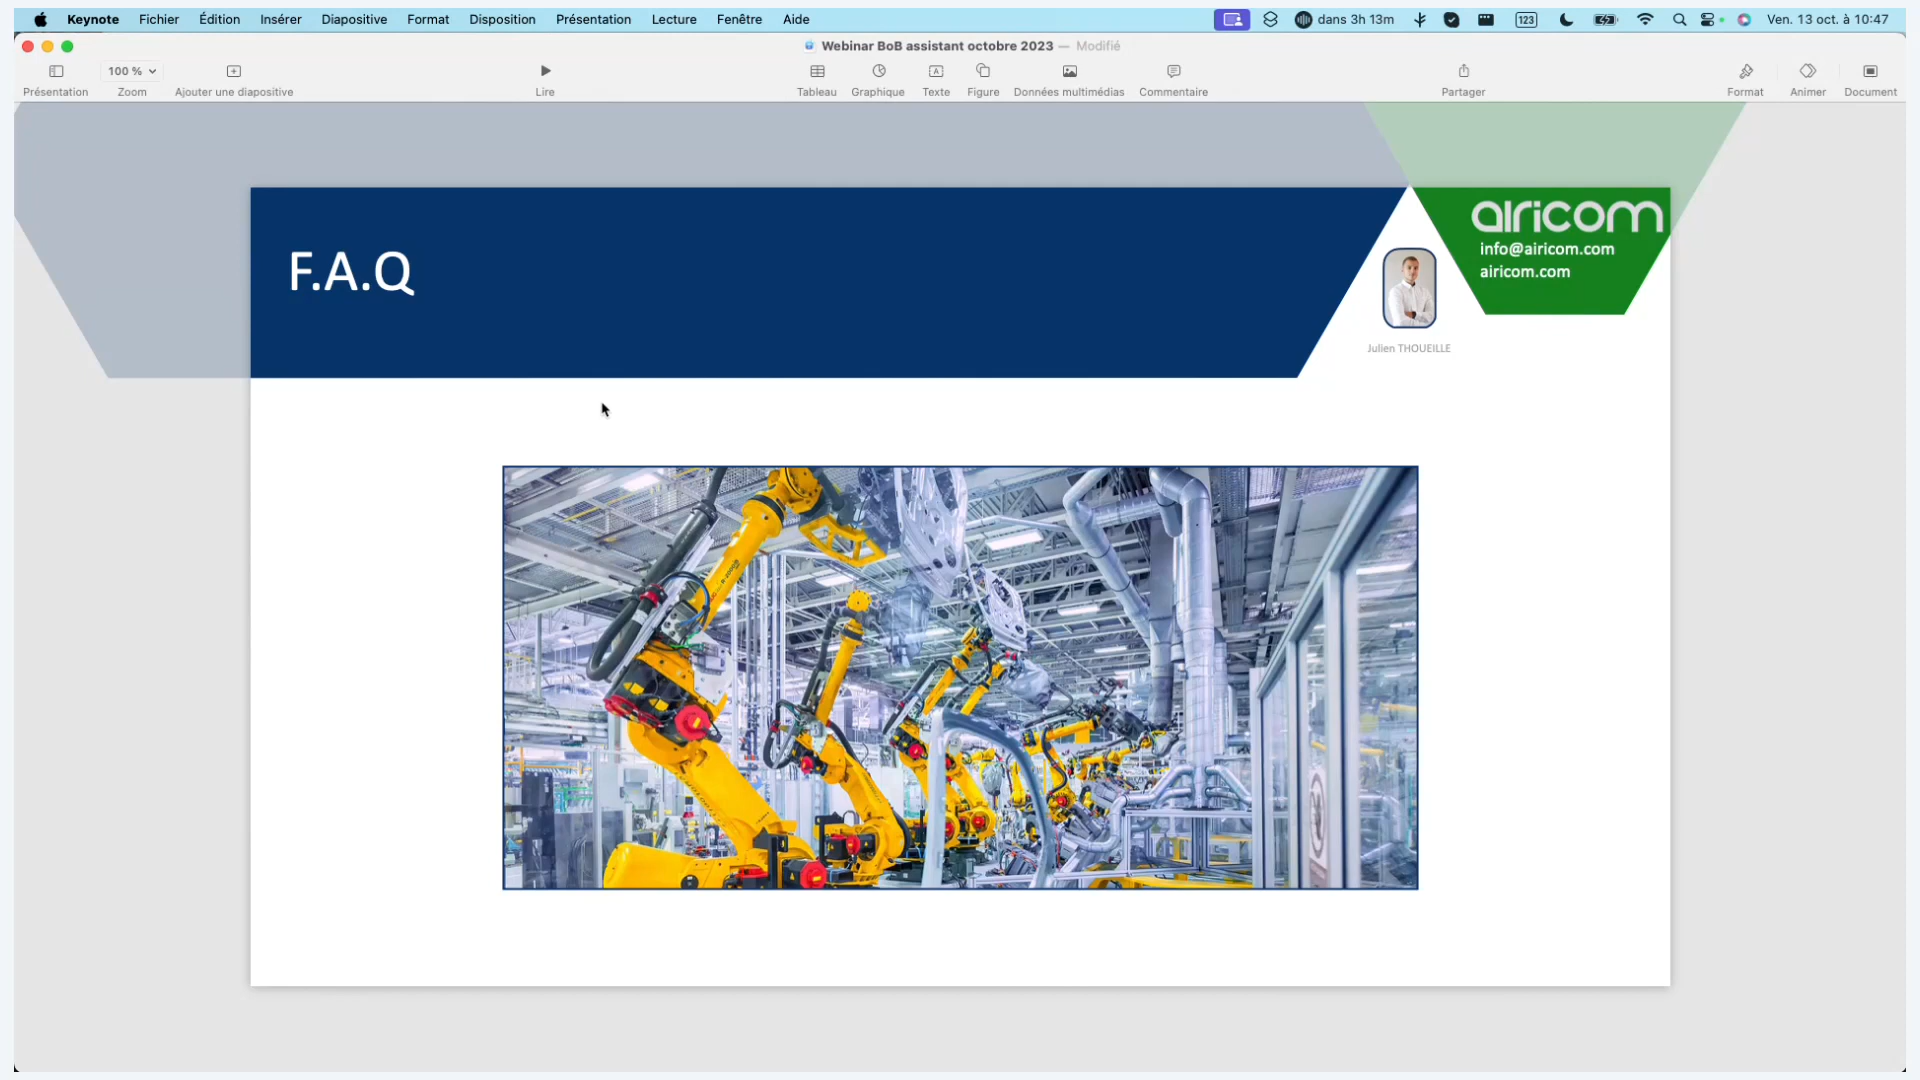 Keynote Fichier Édition Insérer Diapositive Format Disposition Présentation Lecture Fenêtre Aide dans 3h 13m 123 Ven. 13 oct. à 10:47
Webinar BoB assistant octobre 2023 — Modifié
100 %
Présentation Zoom Ajouter une diapositive Lire Tableau Graphique Texte Figure Données multimédias Commentaire Partager Format Animer Document
F.A.Q
airicom
info@airicom.com
airicom.com
Julien THOUEILLE